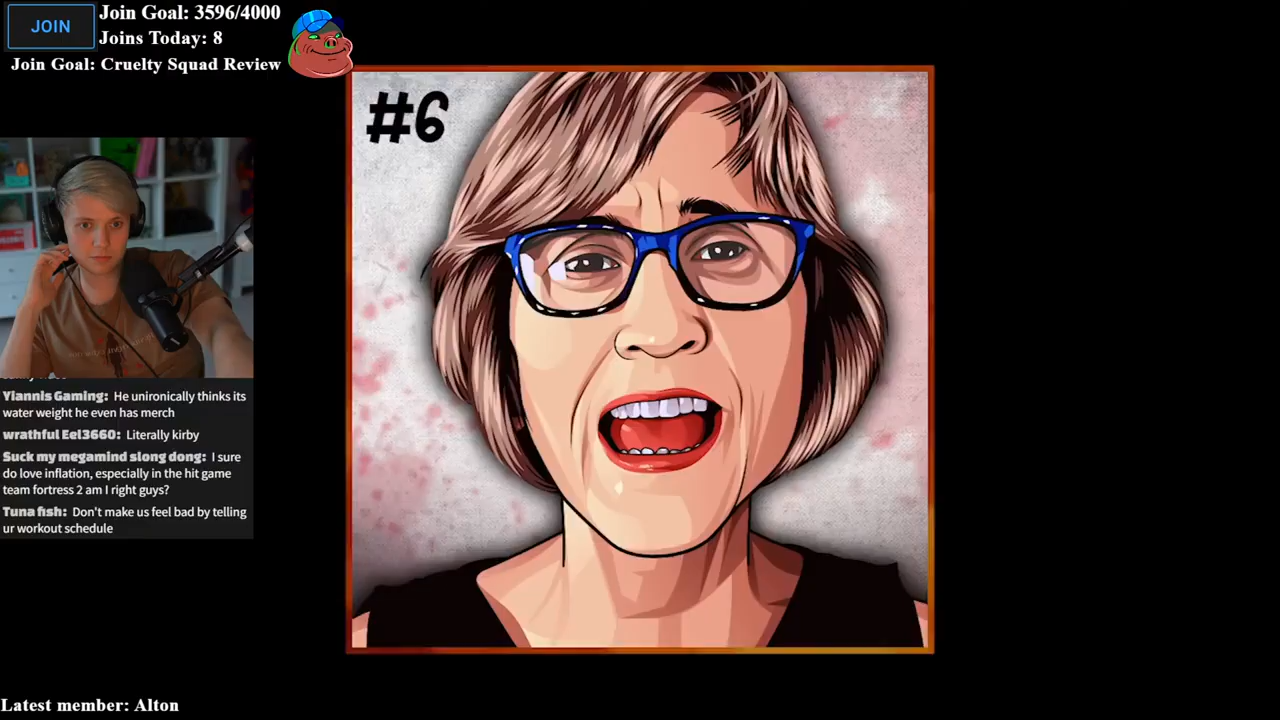 JOIN
Join Goal: 3596/4000
Joins Today: 8
Join Goal: Cruelty Squad Review
#6
Yiannis Gaming: He unironically thinks its
water weight he even has merch
wrathful Eel3660: Literally kirby
Suck my megamind slong dong: I sure
do love inflation, especially in the hit game
team fortress 2 am I right guys?
Tuna fish: Don't make us feel bad by telling
ur workout schedule
Latest member: Alton